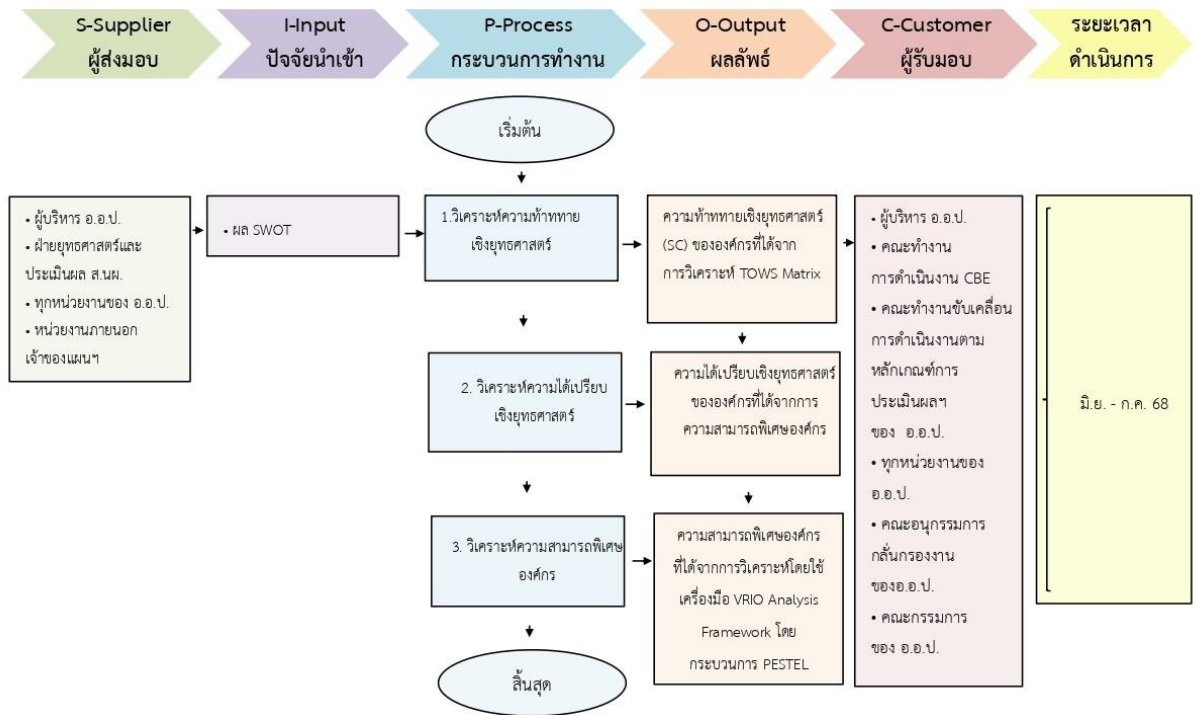 S-Supplier
ผู้ส่งมอบ
I-Input
ปัจจัยนำเข้า
P-Process
กระบวนการทำงาน
O-Output
ผลลัพธ์
C-Customer
ผู้รับมอบ
ระยะเวลา
ดำเนินการ
เริ่มต้น
• ผู้บริหาร อ.อ.ป.
• ฝ่ายยุทธศาสตร์และ
ประเมินผล ส.นผ.
• ทุกหน่วยงานของ อ.อ.ป.
• หน่วยงานภายนอก
เจ้าของแผนฯ
• ผล SWOT
1.วิเคราะห์ความท้าทาย
เชิงยุทธศาสตร์
ความท้าทายเชิงยุทธศาสตร์
(SC) ขององค์กรที่ได้จาก
การวิเคราะห์ TOWS Matrix
2. วิเคราะห์ความได้เปรียบ
เชิงยุทธศาสตร์
ความได้เปรียบเชิงยุทธศาสตร์
ขององค์กรที่ได้จากการ
ความสามารถพิเศษองค์กร
3. วิเคราะห์ความสามารถพิเศษ
องค์กร
ความสามารถพิเศษองค์กร
ที่ได้จากการวิเคราะห์โดยใช้
เครื่องมือ VRIO Analysis
Framework โดย
กระบวนการ PESTEL
สิ้นสุด
• ผู้บริหาร อ.อ.ป.
• คณะทำงาน
การดำเนินงาน CBE
• คณะทำงานขับเคลื่อน
การดำเนินงานตาม
หลักเกณฑ์การ
ประเมินผลฯ
ของ อ.อ.ป.
• ทุกหน่วยงานของ
อ.อ.ป.
• คณะอนุกรรมการ
กลั่นกรองงาน
ของอ.อ.ป.
• คณะกรรมการ
ของ อ.อ.ป.
มิ.ย. - ก.ค. 68